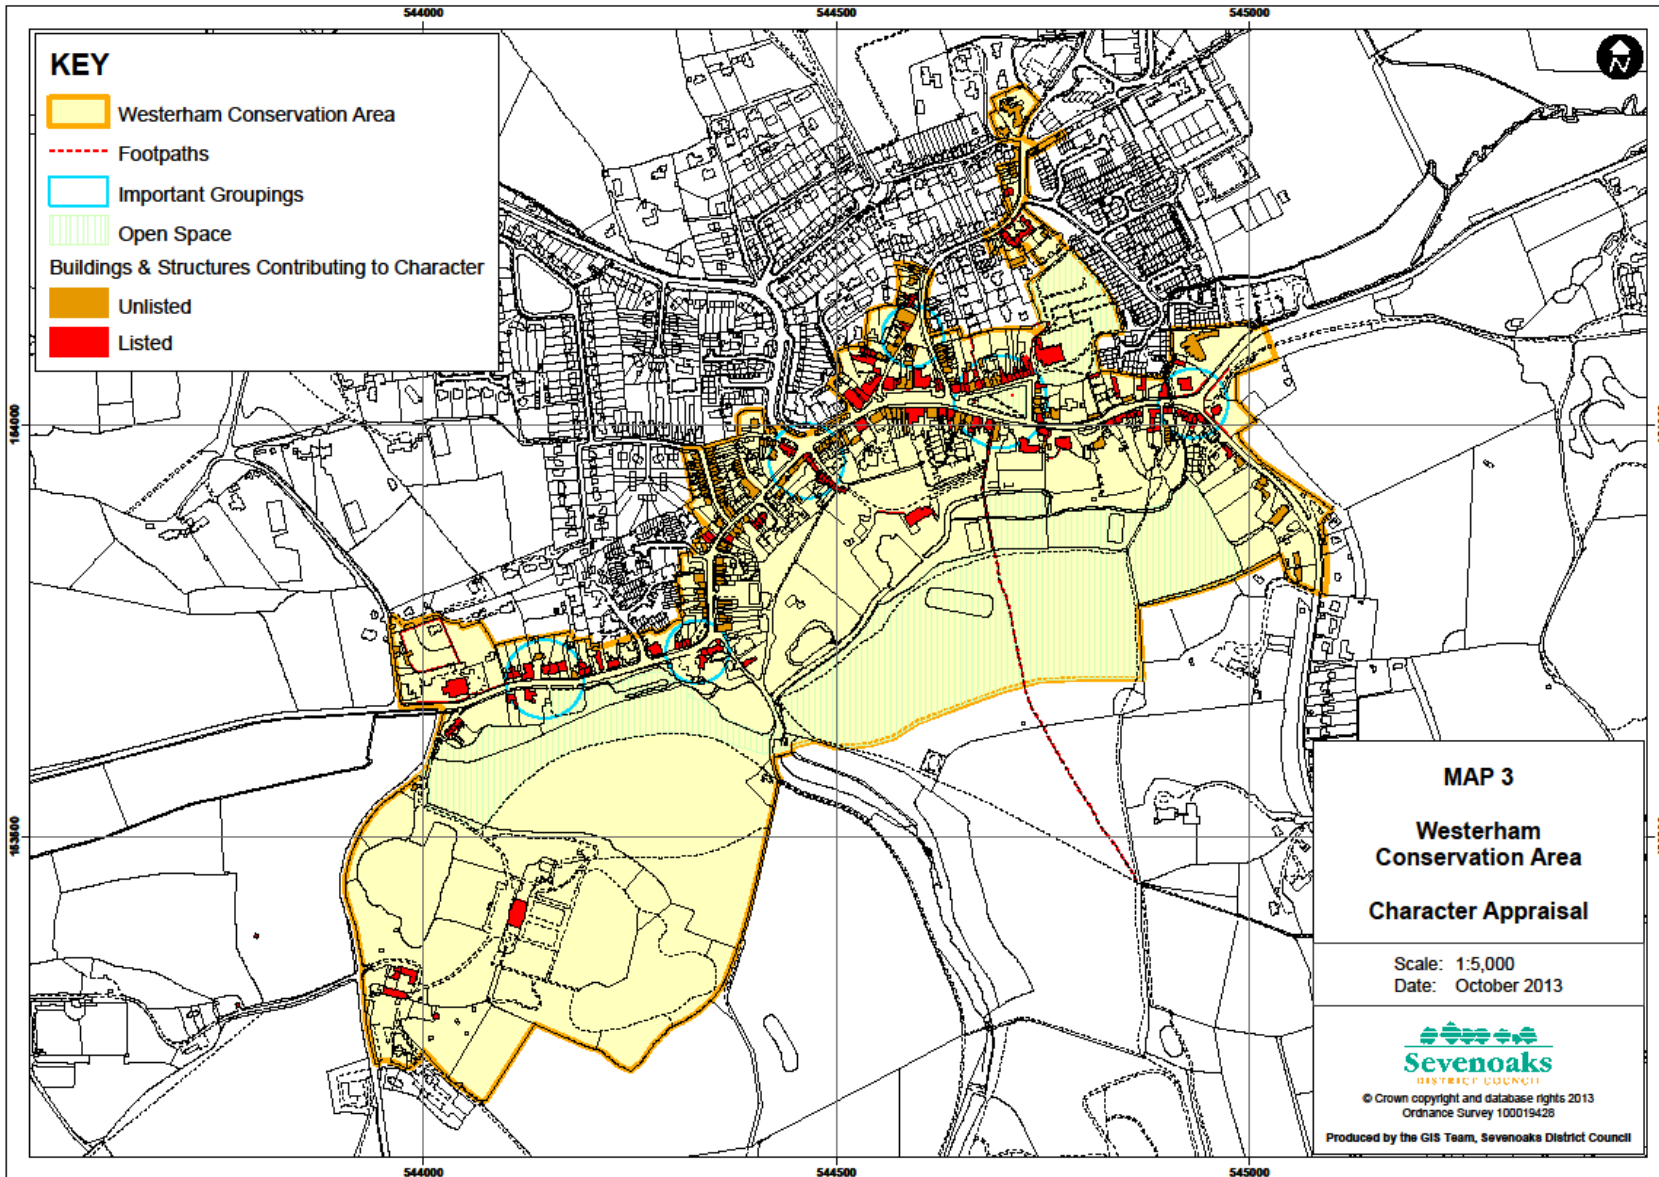 544000
544500
545000
KEY
Westerham Conservation Area
Footpaths
Important Groupings
Open Space
Buildings & Structures Contributing to Character
Unlisted
Listed
N
164000
163500
MAP 3
Westerham
Conservation Area
Character Appraisal
Scale: 1:5,000
Date: October 2013
Sevenoaks
DISTRICT COUNCIL
© Crown copyright and database rights 2013
Ordnance Survey 100019428
Produced by the GIS Team, Sevenoaks District Council
544000
544500
545000